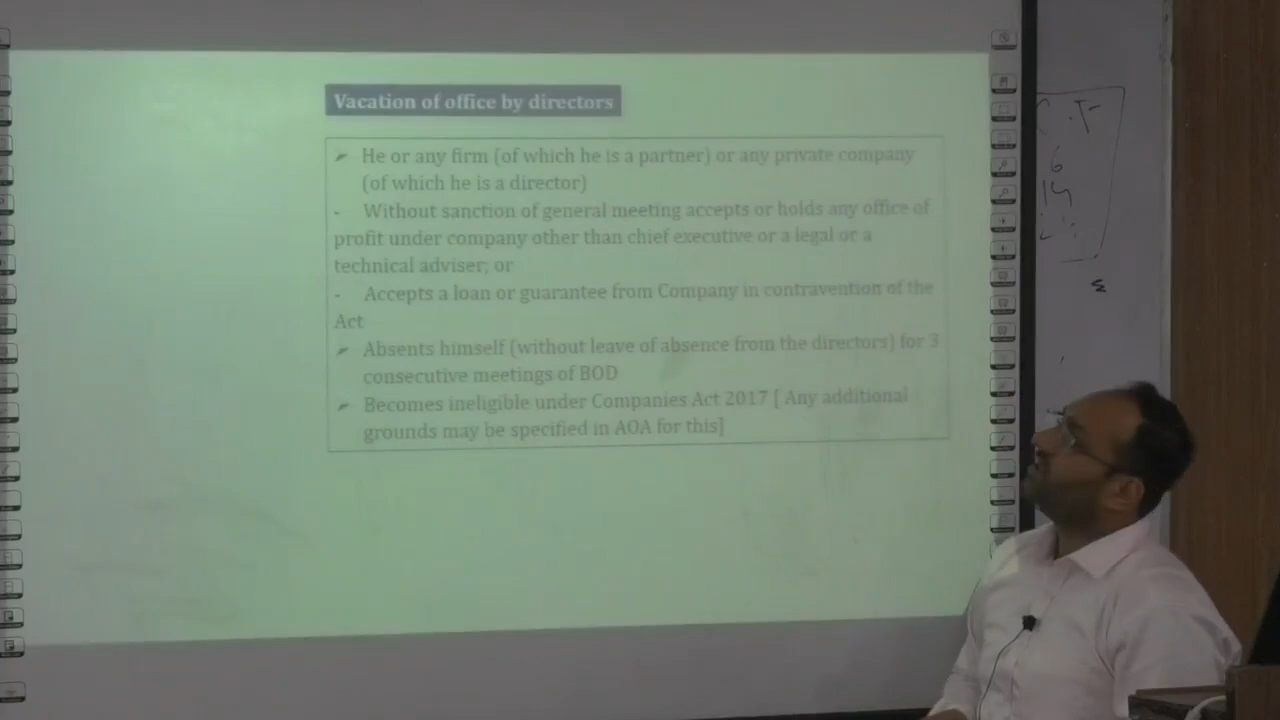 Vacation of office by directors
He or any firm (of which he is a partner) or any private company
(of which he is a director)
- Without sanction of general meeting accepts or holds any office of
profit under company other than chief executive or a legal or a
technical adviser; or
- Accepts a loan or guarantee from Company in contravention of the
Act
Absents himself (without leave of absence from the directors) for 3
consecutive meetings of BOD
Becomes ineligible under Companies Act 2017 [ Any additional
grounds may be specified in AOA for this]